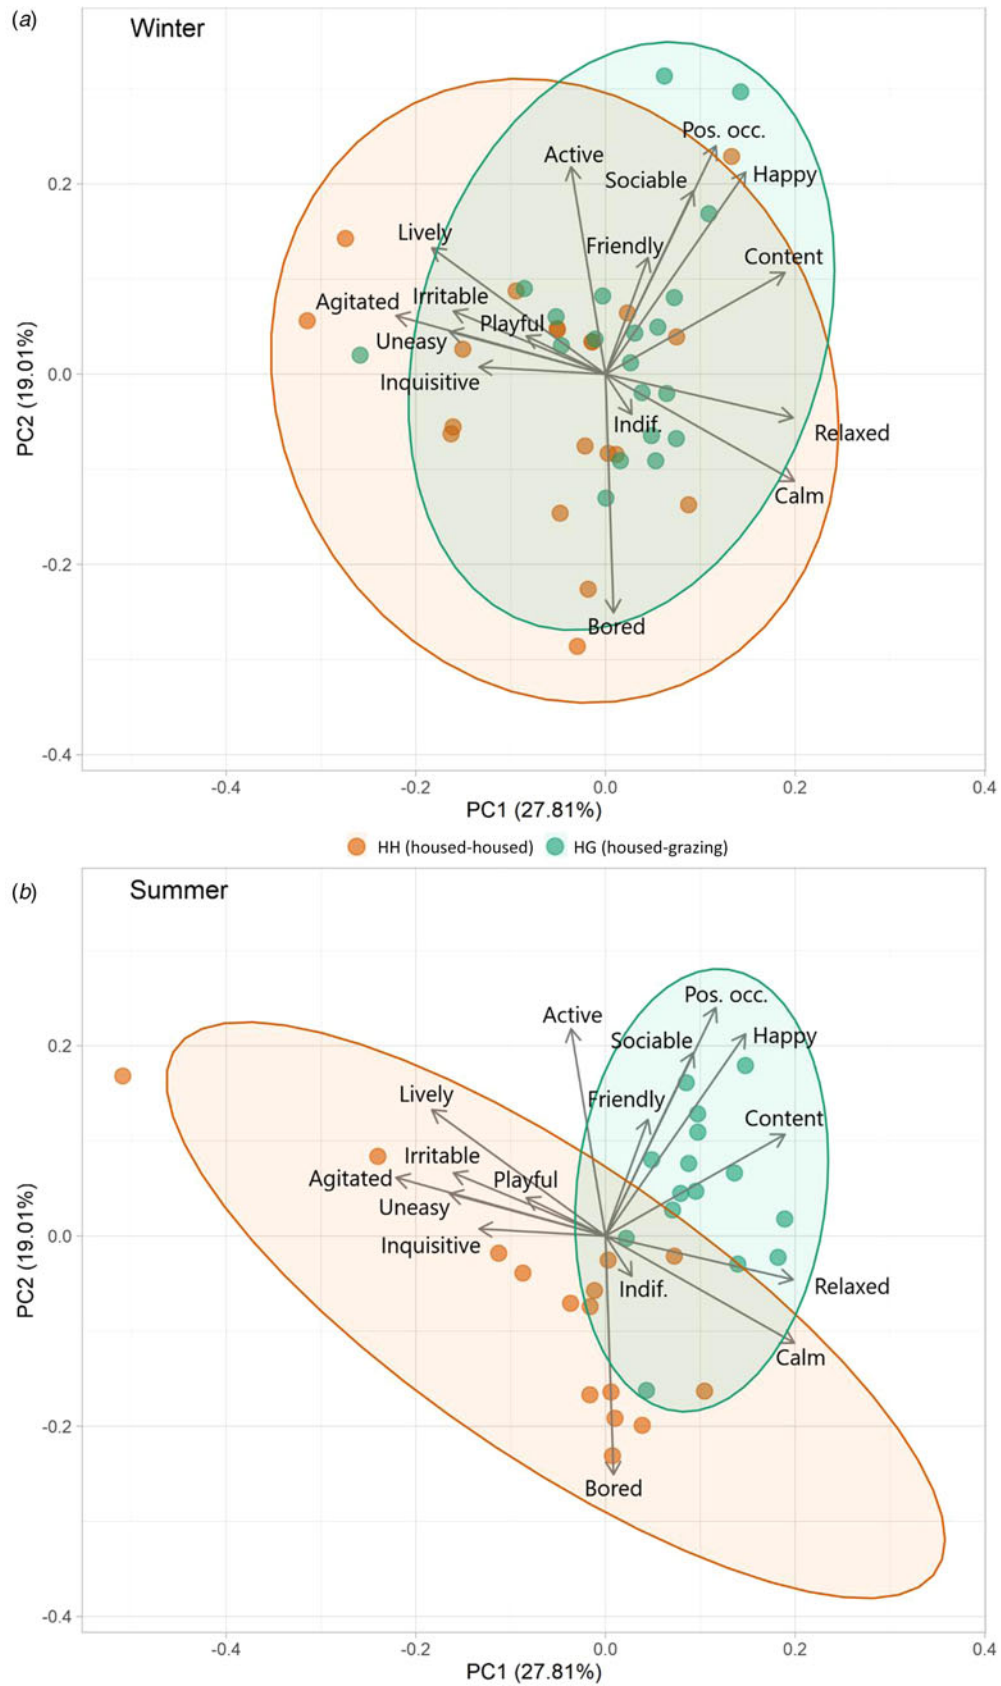 (a)
Winter
Pos. occ.
Active
Sociable
Happy
0.2
Lively
Friendly
Content
Agitated
Irritable
Playful
Uneasy
Inquisitive
0.0
PC2 (19.01%)
Indif.
Relaxed
Calm
-0.2
Bored
-0.4
-0.4 -0.2 0.0 0.2 0.4
PC1 (27.81%)
HH (housed-housed) HG (housed-grazing)
(b)
Summer
Pos. occ.
Active
Sociable
Happy
0.2
Lively
Friendly
Content
Irritable
Agitated
Playful
Uneasy
Inquisitive
0.0
PC2 (19.01%)
Indif.
Relaxed
Calm
-0.2
Bored
-0.4
-0.4 -0.2 0.0 0.2 0.4
PC1 (27.81%)